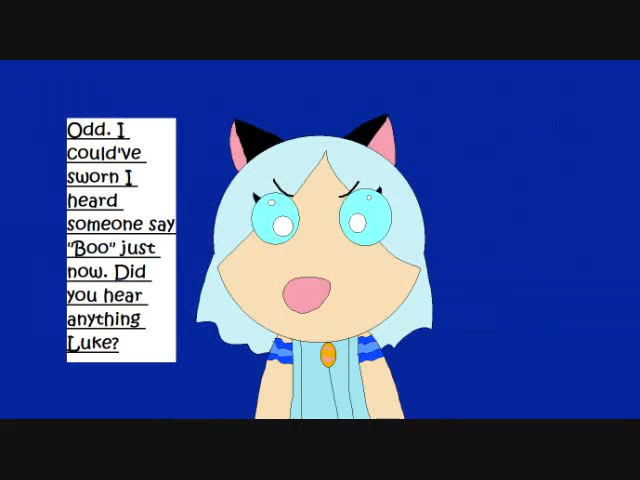 Odd. I
could've
sworn I
heard
someone say
"Boo" just
now. Did
you hear
anything
Luke?